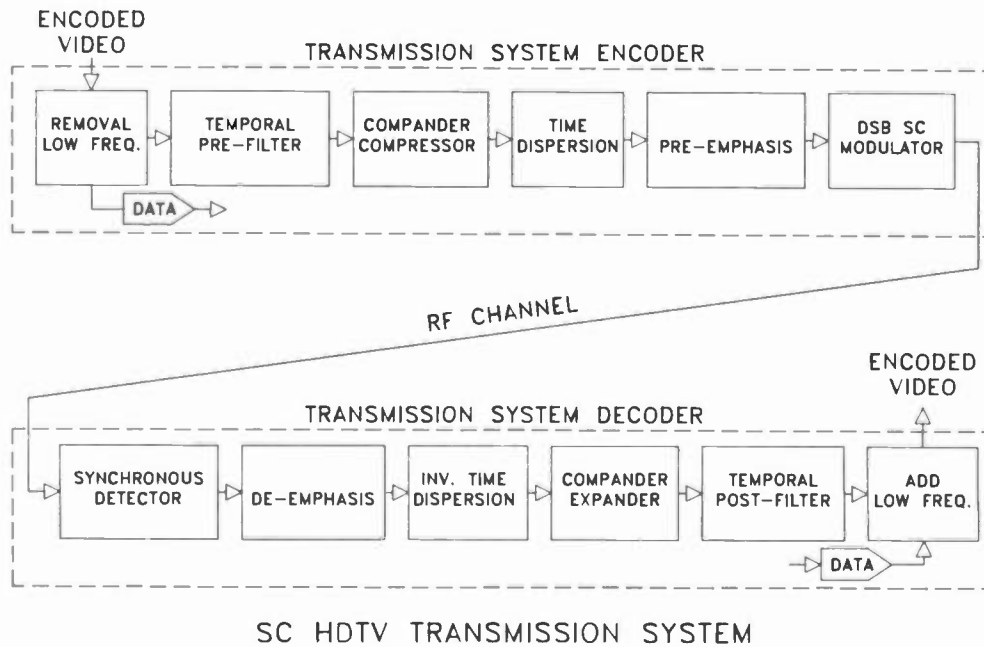 ENCODED
VIDEO
TRANSMISSION SYSTEM ENCODER
REMOVAL
LOW FREQ.
TEMPORAL
PRE-FILTER
COMPANDER
COMPRESSOR
TIME
DISPERSION
PRE-EMPHASIS
DSB SC
MODULATOR
DATA
RF CHANNEL
ENCODED
VIDEO
TRANSMISSION SYSTEM DECODER
SYNCHRONOUS
DETECTOR
DE-EMPHASIS
INV. TIME
DISPERSION
COMPANDER
EXPANDER
TEMPORAL
POST-FILTER
ADD
LOW FREQ.
DATA
SC HDTV TRANSMISSION SYSTEM